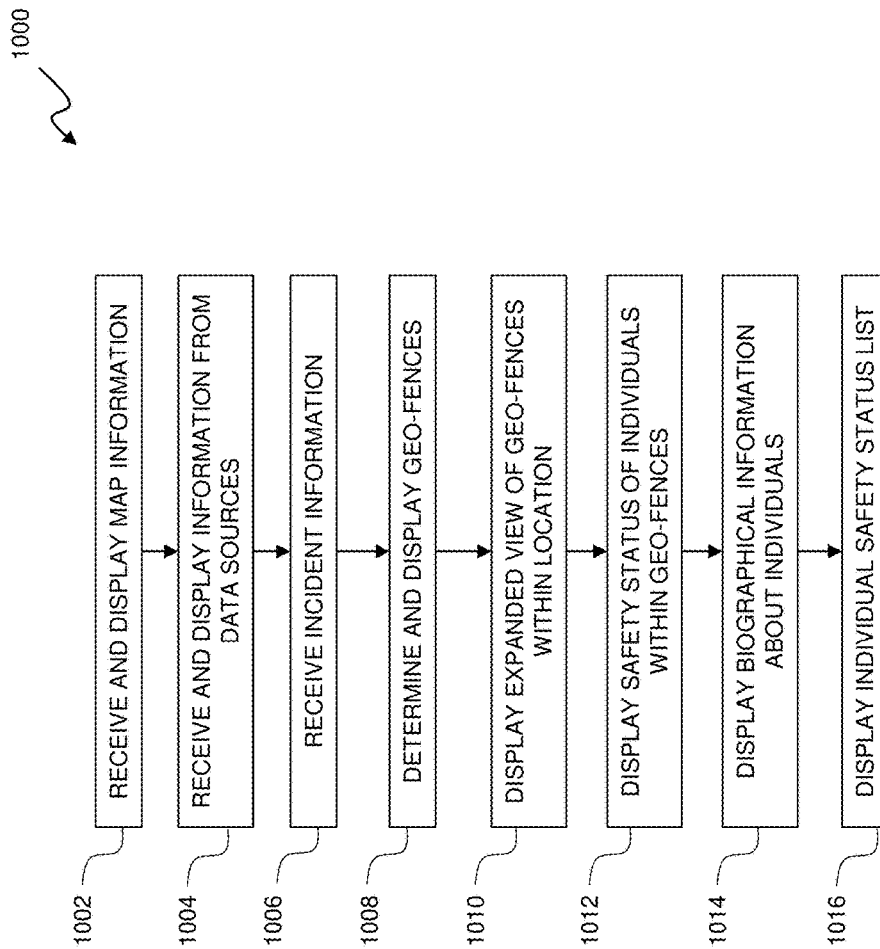 1000
1002
RECEIVE AND DISPLAY MAP INFORMATION
1004
RECEIVE AND DISPLAY INFORMATION FROM
DATA SOURCES
1006
RECEIVE INCIDENT INFORMATION
1008
DETERMINE AND DISPLAY GEO-FENCES
1010
DISPLAY EXPANDED VIEW OF GEO-FENCES
WITHIN LOCATION
1012
DISPLAY SAFETY STATUS OF INDIVIDUALS
WITHIN GEO-FENCES
1014
DISPLAY BIOGRAPHICAL INFORMATION
ABOUT INDIVIDUALS
1016
DISPLAY INDIVIDUAL SAFETY STATUS LIST